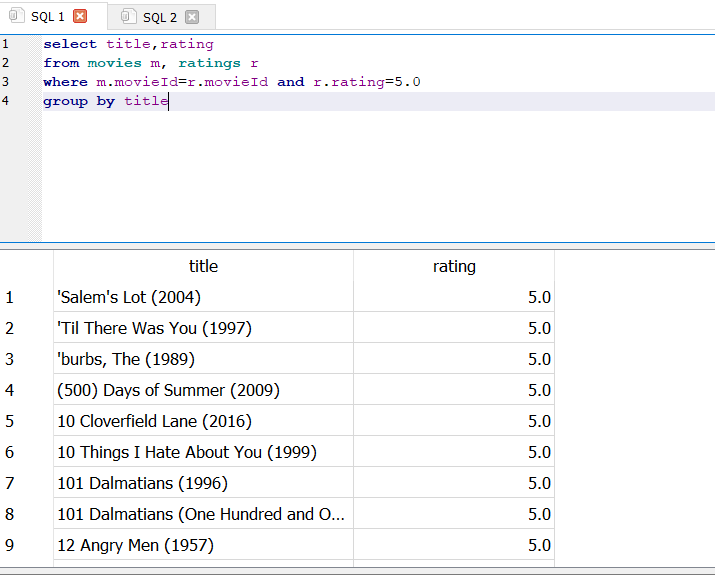 SQL 1 SQL 2
1 select title,rating
2 from movies m, ratings r
3 where m.movieId=r.movieId and r.rating=5.0
4 group by title
title rating
1 'Salem's Lot (2004) 5.0
2 'Til There Was You (1997) 5.0
3 'burbs, The (1989) 5.0
4 (500) Days of Summer (2009) 5.0
5 10 Cloverfield Lane (2016) 5.0
6 10 Things I Hate About You (1999) 5.0
7 101 Dalmatians (1996) 5.0
8 101 Dalmatians (One Hundred and O... 5.0
9 12 Angry Men (1957) 5.0